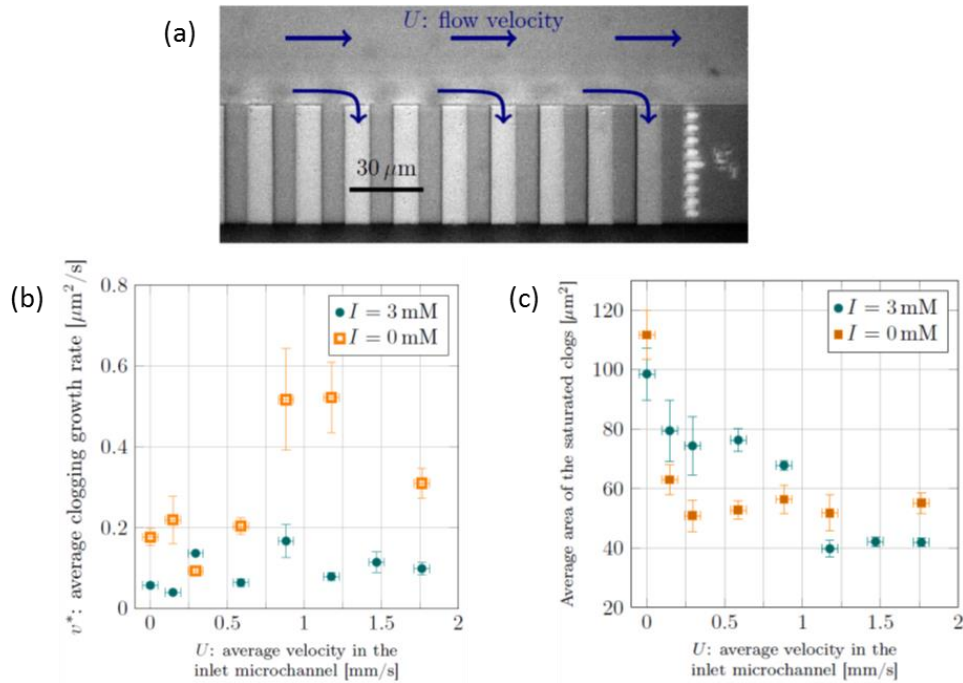 (a)
U: flow velocity
30 μm
(b)
v*: average clogging growth rate [μm²/s]
0.8
0.6
0.4
0.2
0
I = 3 mM
I = 0 mM
0 0.5 1 1.5 2
U: average velocity in the
inlet microchannel [mm/s]
(c)
Average area of the saturated clogs [μm²]
120
100
80
60
40
20
I = 3 mM
I = 0 mM
0 0.5 1 1.5 2
U: average velocity in the
inlet microchannel [mm/s]